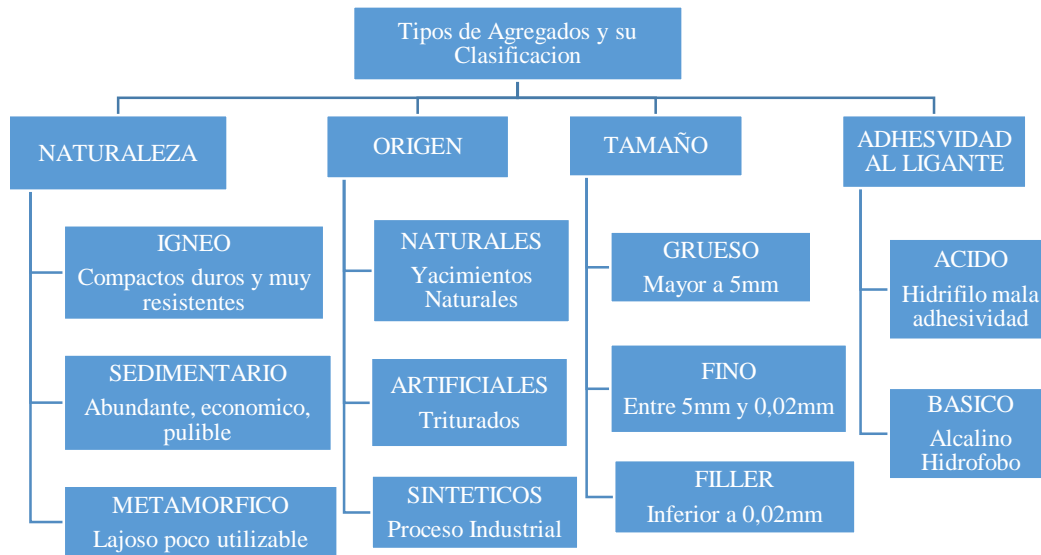 Tipos de Agregados y su
Clasificacion
NATURALEZA
IGNEO
Compactos duros y muy
resistentes
SEDIMENTARIO
Abundante, economico,
pulible
METAMORFICO
Lajoso poco utilizable
ORIGEN
NATURALES
Yacimientos
Naturales
ARTIFICIALES
Triturados
SINTETICOS
Proceso Industrial
TAMAÑO
GRUESO
Mayor a 5mm
FINO
Entre 5mm y 0,02mm
FILLER
Inferior a 0,02mm
ADHESVIDAD
AL LIGANTE
ACIDO
Hidrifilo mala
adhesividad
BASICO
Alcalino
Hidrofobo